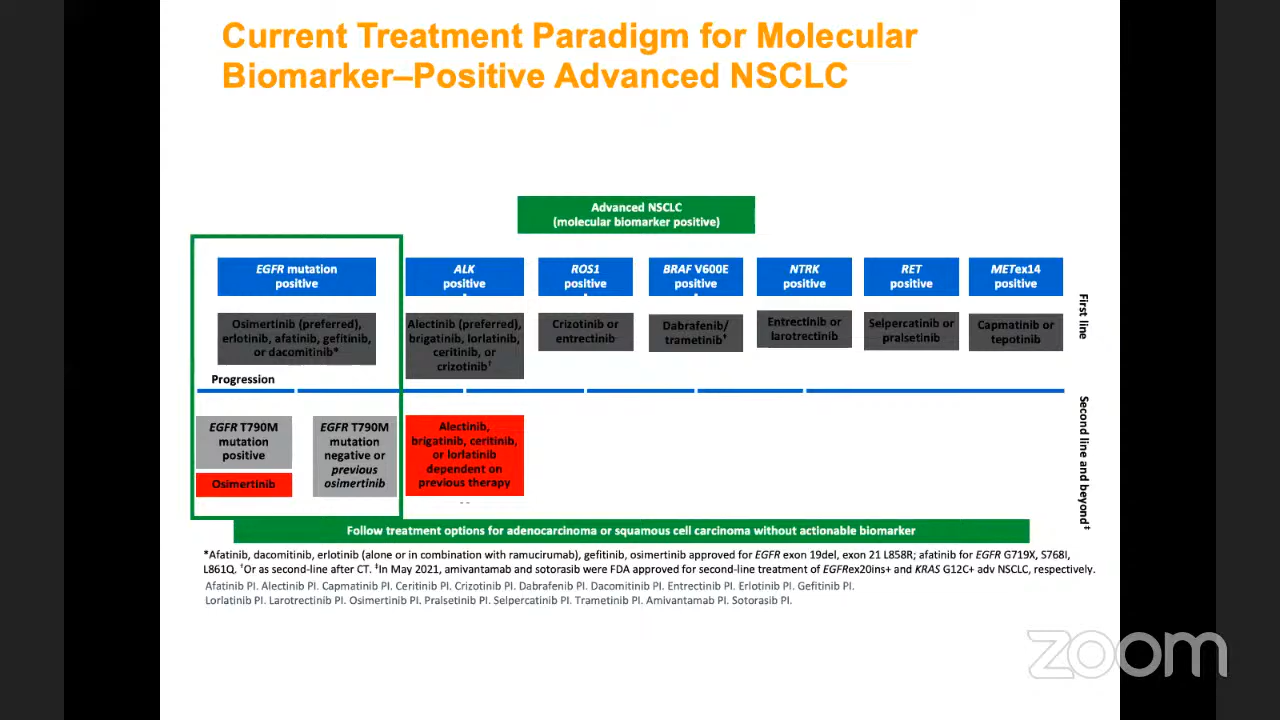 Current Treatment Paradigm for Molecular
Biomarker–Positive Advanced NSCLC
Advanced NSCLC
(molecular biomarker positive)
EGFR mutation
positive
ALK
positive
ROS1
positive
BRAF V600E
positive
NTRK
positive
RET
positive
METex14
positive
First line
Osimertinib (preferred),
erlotinib, afatinib, gefitinib,
or dacomitinib*
Alectinib (preferred),
brigatinib, lorlatinib,
ceritinib, or
crizotinib†
Crizotinib or
entrectinib
Dabrafenib/
trametinib†
Entrectinib or
larotrectinib
Selpercatinib or
pralsetinib
Capmatinib or
tepotinib
Progression
EGFR T790M
mutation
positive
Osimertinib
EGFR T790M
mutation
negative or
previous
osimertinib
Alectinib,
brigatinib, ceritinib,
or lorlatinib
dependent on
previous therapy
Second line and beyond‡
Follow treatment options for adenocarcinoma or squamous cell carcinoma without actionable biomarker
*Afatinib, dacomitinib, erlotinib (alone or in combination with ramucirumab), gefitinib, osimertinib approved for EGFR exon 19del, exon 21 L858R; afatinib for EGFR G719X, S768I,
L861Q. †Or as second-line after CT. ‡In May 2021, amivantamab and sotorasib were FDA approved for second-line treatment of EGFRex20ins+ and KRAS G12C+ adv NSCLC, respectively.
Afatinib PI. Alectinib PI. Capmatinib PI. Ceritinib PI. Crizotinib PI. Dabrafenib PI. Dacomitinib PI. Entrectinib PI. Erlotinib PI. Gefitinib PI.
Lorlatinib PI. Larotrectinib PI. Osimertinib PI. Pralsetinib PI. Selpercatinib PI. Trametinib PI. Amivantamab PI. Sotorasib PI.
zoom